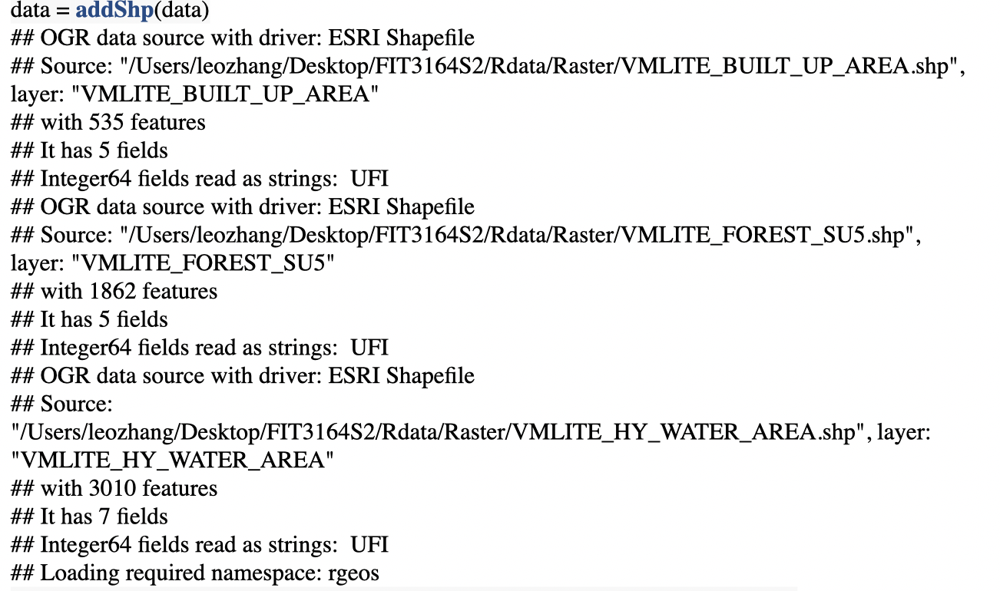 data = addShp(data)
## OGR data source with driver: ESRI Shapefile
## Source: "/Users/leozhang/Desktop/FIT3164S2/Rdata/Raster/VMLITE_BUILT_UP_AREA.shp",
layer: "VMLITE_BUILT_UP_AREA"
## with 535 features
## It has 5 fields
## Integer64 fields read as strings:  UFI
## OGR data source with driver: ESRI Shapefile
## Source: "/Users/leozhang/Desktop/FIT3164S2/Rdata/Raster/VMLITE_FOREST_SU5.shp",
layer: "VMLITE_FOREST_SU5"
## with 1862 features
## It has 5 fields
## Integer64 fields read as strings:  UFI
## OGR data source with driver: ESRI Shapefile
## Source:
"/Users/leozhang/Desktop/FIT3164S2/Rdata/Raster/VMLITE_HY_WATER_AREA.shp", layer:
"VMLITE_HY_WATER_AREA"
## with 3010 features
## It has 7 fields
## Integer64 fields read as strings:  UFI
## Loading required namespace: rgeos